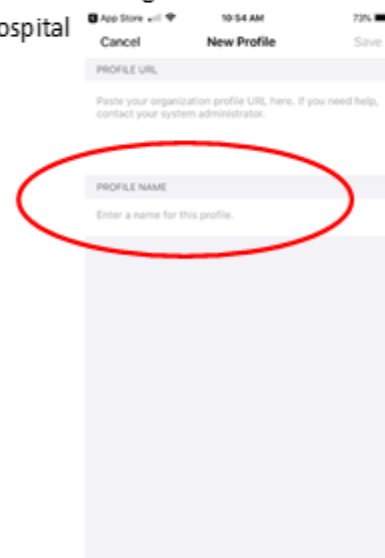 ospital
App Store 10:54 AM 73%
Cancel New Profile Save
PROFILE URL
Paste your organization profile URL here. If you need help,
contact your system administrator.
PROFILE NAME
Enter a name for this profile.